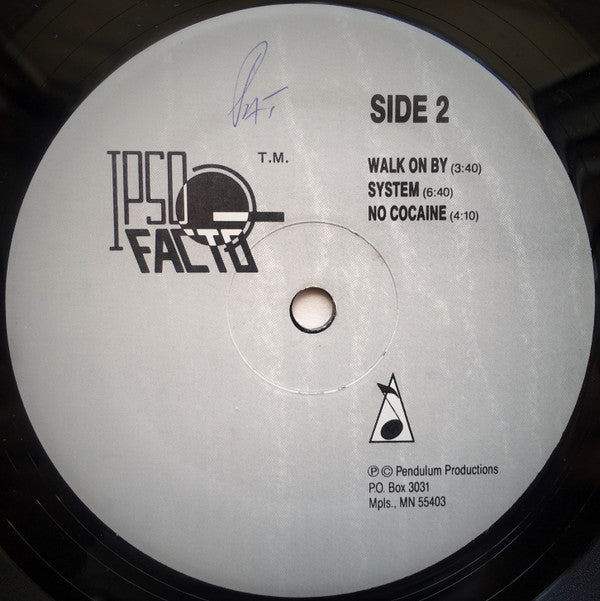 SIDE 2
IPSO
FACTO
T.M.
WALK ON BY (3:40)
SYSTEM (6:40)
NO COCAINE (4:10)
℗ © Pendulum Productions
P.O. Box 3031
Mpls., MN 55403